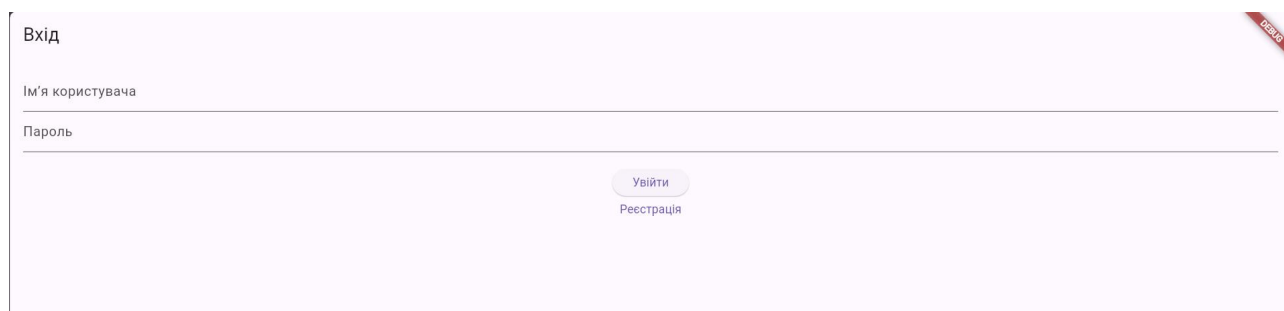 Вхід
DEBUG
Ім'я користувача
Пароль
Увійти
Реєстрація